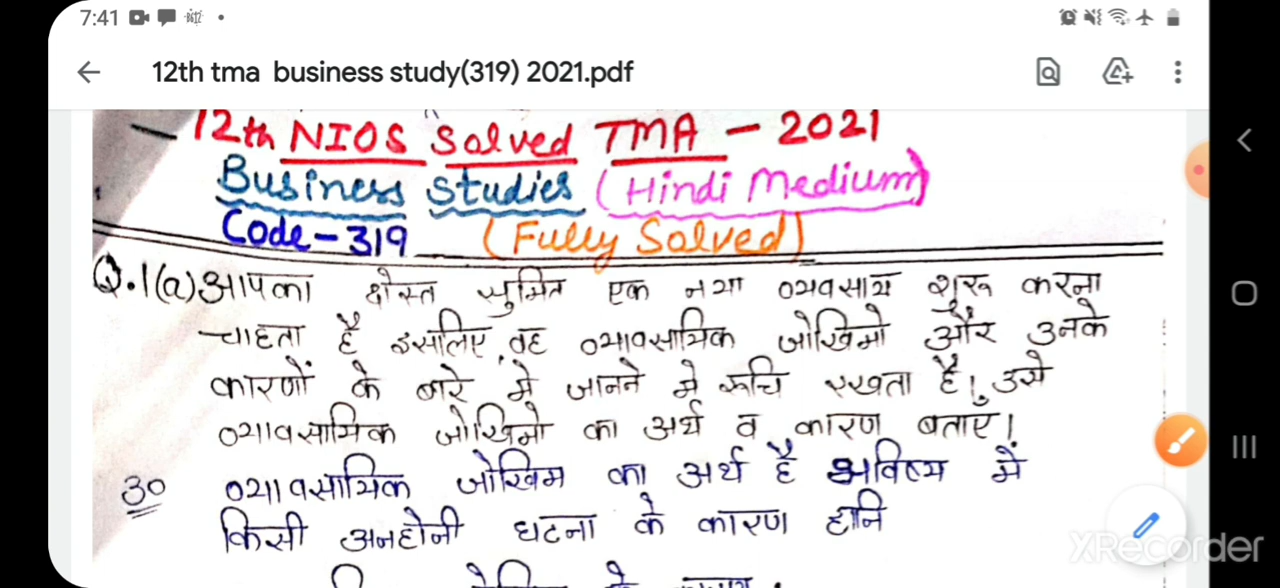 7:41
12th tma business study(319) 2021.pdf
12th NIOS Solved TMA - 2021
Business Studies (Hindi Medium)
Code-319 (Fully Solved)
Q.1(a) आपका दोस्त सुमित एक नया व्यवसाय शुरू करना
चाहता है इसलिए, वह व्यावसायिक जोखिमो और उनके
कारणों के बारे मे जानने मे रूचि रखता है। उसे
व्यावसायिक जोखिमो का अर्थ व कारण बताए।
उ० व्यावसायिक जोखिम का अर्थ है भविष्य में
किसी अनहोनी घटना के कारण हानि
XRecorder